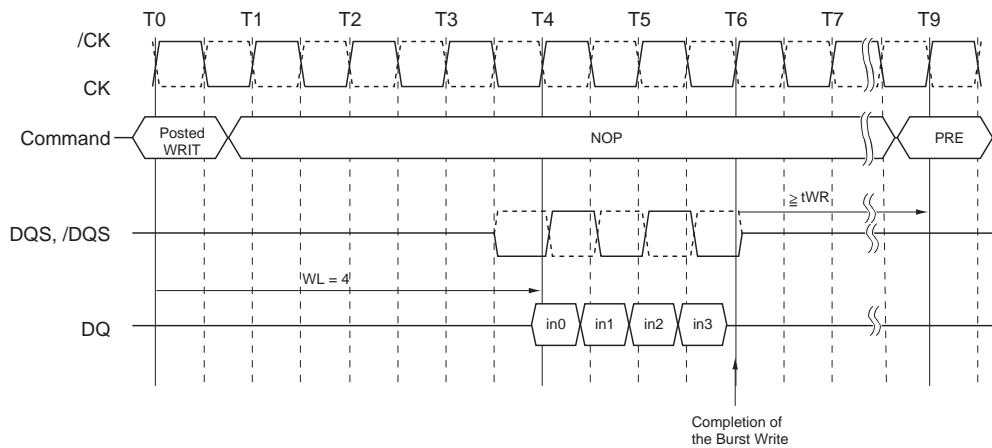 T0 T1 T2 T3 T4 T5 T6 T7 T9
/CK
CK
Command
Posted
WRIT
NOP
PRE
≧ tWR
DQS, /DQS
WL = 4
DQ
in0 in1 in2 in3
Completion of
the Burst Write